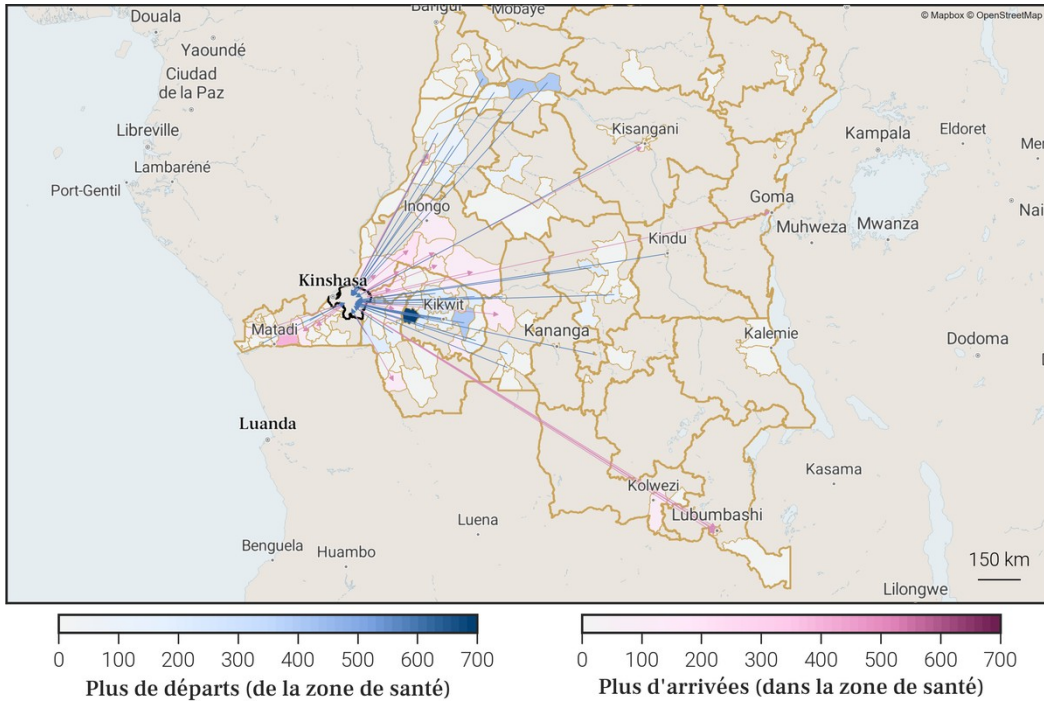 Douala
Bangui
Mobaye
© Mapbox © OpenStreetMap
Yaoundé
Ciudad
de la Paz
Libreville
Kisangani
Kampala
Eldoret
Lambaréné
Port-Gentil
Goma
Inongo
Muhweza
Mwanza
Kindu
Kinshasa
Kikwit
Matadi
Kananga
Kalemie
Dodoma
Luanda
Kasama
Kolwezi
Luena
Lubumbashi
Benguela
Huambo
150 km
Lilongwe
0 100 200 300 400 500 600 700
Plus de départs (de la zone de santé)
0 100 200 300 400 500 600 700
Plus d'arrivées (dans la zone de santé)